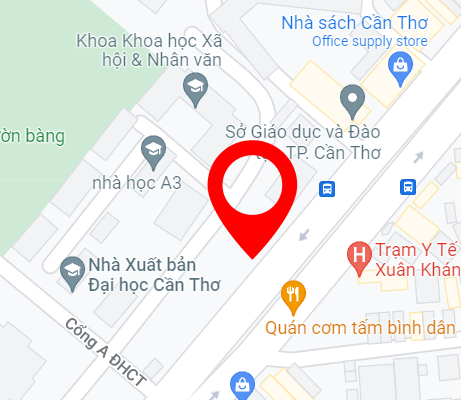 Nhà sách Cần Thơ
Office supply store
Khoa Khoa học Xã
hội & Nhân văn
ờn bàng
Sở Giáo dục và Đào
TP. Cần Thơ
nhà học A3
Trạm Y Tế
Xuân Khán
Nhà Xuất bản
Đại học Cần Thơ
Quán cơm tấm bình dân
Cổng A ĐHCT